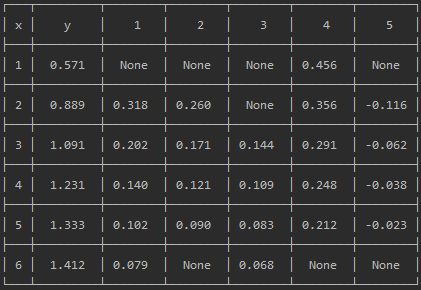 x y 1 2 3 4 5
1 0.571 None None None 0.456 None
2 0.889 0.318 0.260 None 0.356 -0.116
3 1.091 0.202 0.171 0.144 0.291 -0.062
4 1.231 0.140 0.121 0.109 0.248 -0.038
5 1.333 0.102 0.090 0.083 0.212 -0.023
6 1.412 0.079 None 0.068 None None